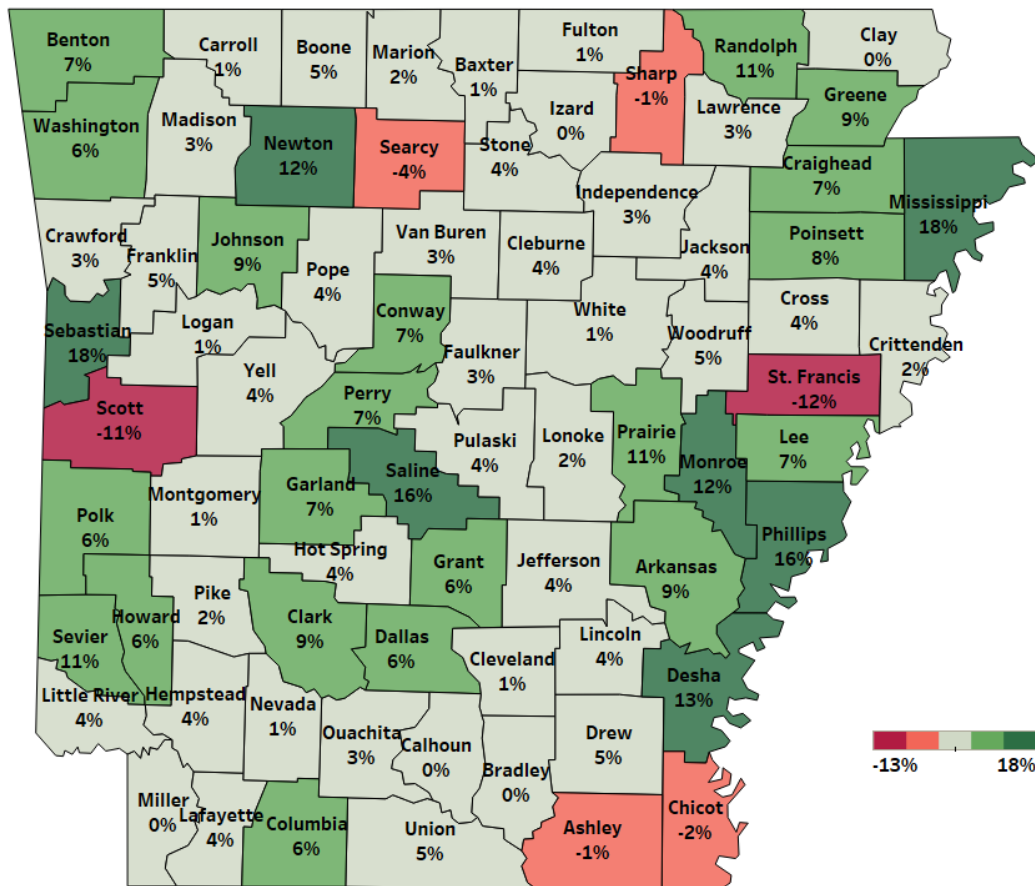 Benton
7%
Carroll
1%
Boone
5%
Marion
2%
Baxter
1%
Fulton
1%
Sharp
-1%
Randolph
11%
Clay
0%
Washington
6%
Madison
3%
Newton
12%
Searcy
-4%
Stone
4%
Izard
0%
Lawrence
3%
Greene
9%
Craighead
7%
Mississippi
18%
Independence
3%
Crawford
3%
Franklin
5%
Johnson
9%
Pope
4%
Van Buren
3%
Cleburne
4%
Jackson
4%
Poinsett
8%
Sebastian
18%
Logan
1%
Conway
7%
Faulkner
3%
White
1%
Woodruff
5%
Cross
4%
Crittenden
2%
Scott
-11%
Yell
4%
Perry
7%
St. Francis
-12%
Pulaski
4%
Lonoke
2%
Prairie
11%
Monroe
12%
Lee
7%
Saline
16%
Garland
7%
Montgomery
1%
Polk
6%
Phillips
16%
Hot Spring
4%
Grant
6%
Jefferson
4%
Arkansas
9%
Pike
2%
Howard
6%
Clark
9%
Dallas
6%
Sevier
11%
Lincoln
4%
Cleveland
1%
Desha
13%
Little River
4%
Hempstead
4%
Nevada
1%
Ouachita
3%
Calhoun
0%
Bradley
0%
Drew
5%
-13%
18%
Miller
0%
Lafayette
4%
Columbia
6%
Union
5%
Ashley
-1%
Chicot
-2%